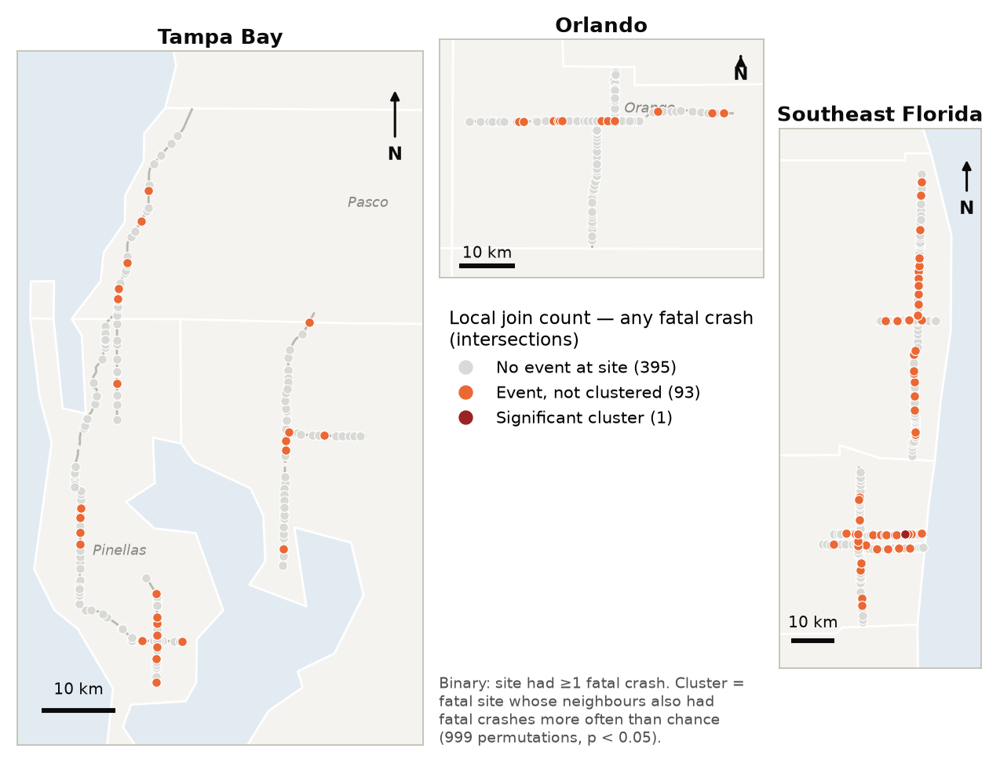 Tampa Bay
N
Pasco
Pinellas
10 km
Orlando
N
Orange
10 km
Southeast Florida
N
10 km
Local join count — any fatal crash
(intersections)
No event at site (395)
Event, not clustered (93)
Significant cluster (1)
Binary: site had ≥1 fatal crash. Cluster =
fatal site whose neighbours also had
fatal crashes more often than chance
(999 permutations, p < 0.05).